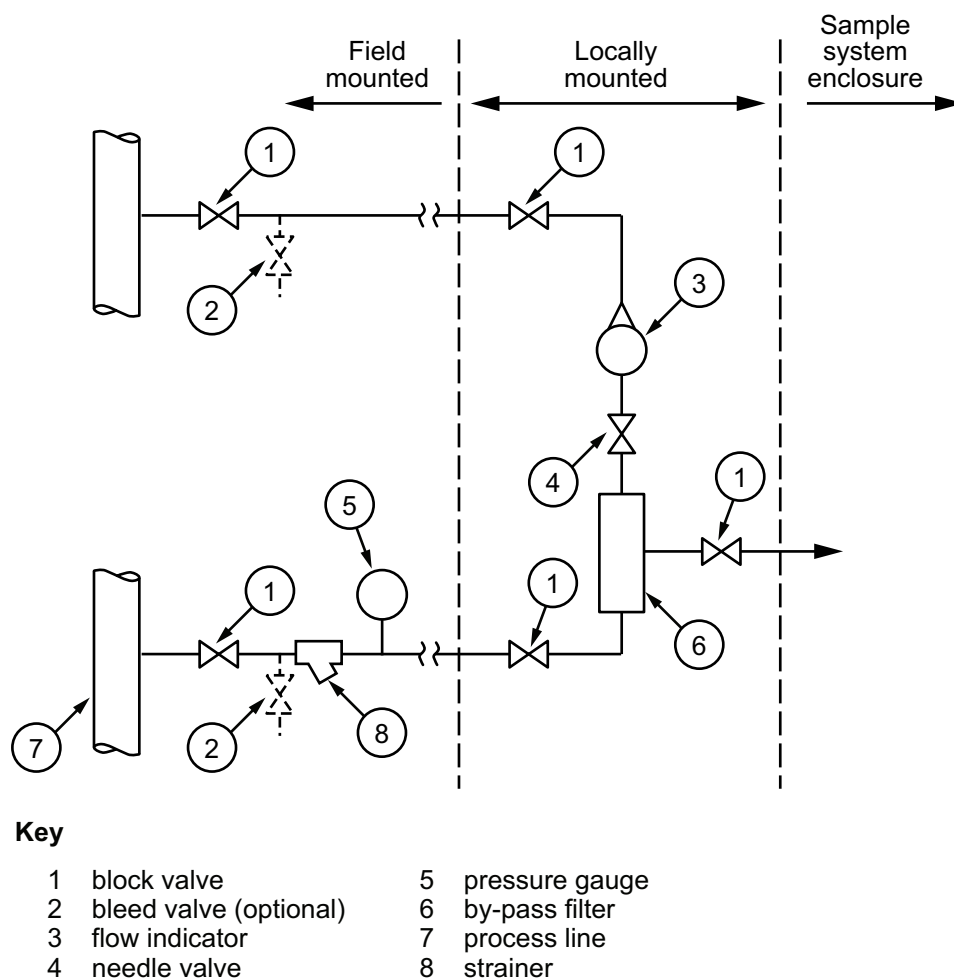 Field
mounted
Locally
mounted
Sample
system
enclosure
1
1
2
3
4
1
5
1
1
6
7
2
8
Key
1 block valve
2 bleed valve (optional)
3 flow indicator
4 needle valve
5 pressure gauge
6 by-pass filter
7 process line
8 strainer